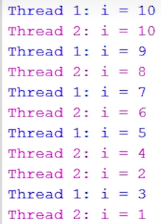 Thread 1: i = 10
Thread 2: i = 10
Thread 1: i = 9
Thread 2: i = 8
Thread 1: i = 7
Thread 2: i = 6
Thread 1: i = 5
Thread 2: i = 4
Thread 2: i = 2
Thread 1: i = 3
Thread 2: i = 1